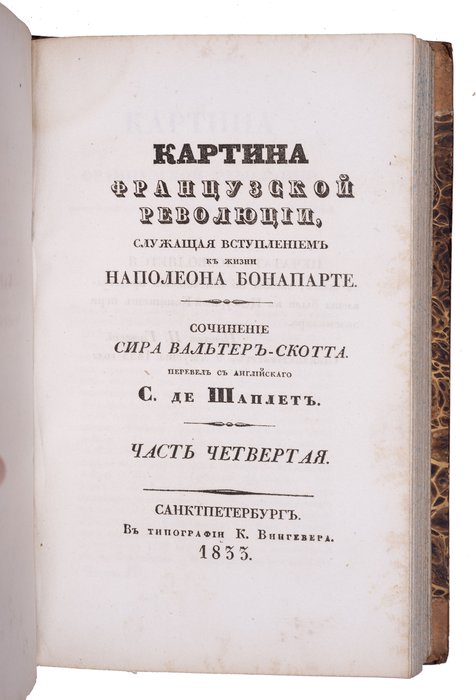 КАРТИНА
ФРАНЦУЗСКОЙ
РЕВОЛЮЦІИ,
СЛУЖАЩАЯ ВСТУПЛЕНІЕМЪ
КЪ ЖИЗНИ
НАПОЛЕОНА БОНАПАРТЕ.
СОЧИНЕНІЕ
СИРА ВАЛЬТЕРЪ-СКОТТА.
ПЕРЕВЕЛЪ СЪ АНГЛІЙСКАГО
С. ДЕ ШАПЛЕТЪ.
ЧАСТЬ ЧЕТВЕРТАЯ.
САНКТПЕТЕРБУРГЪ.
Въ типографіи К. Вингебера.
1833.